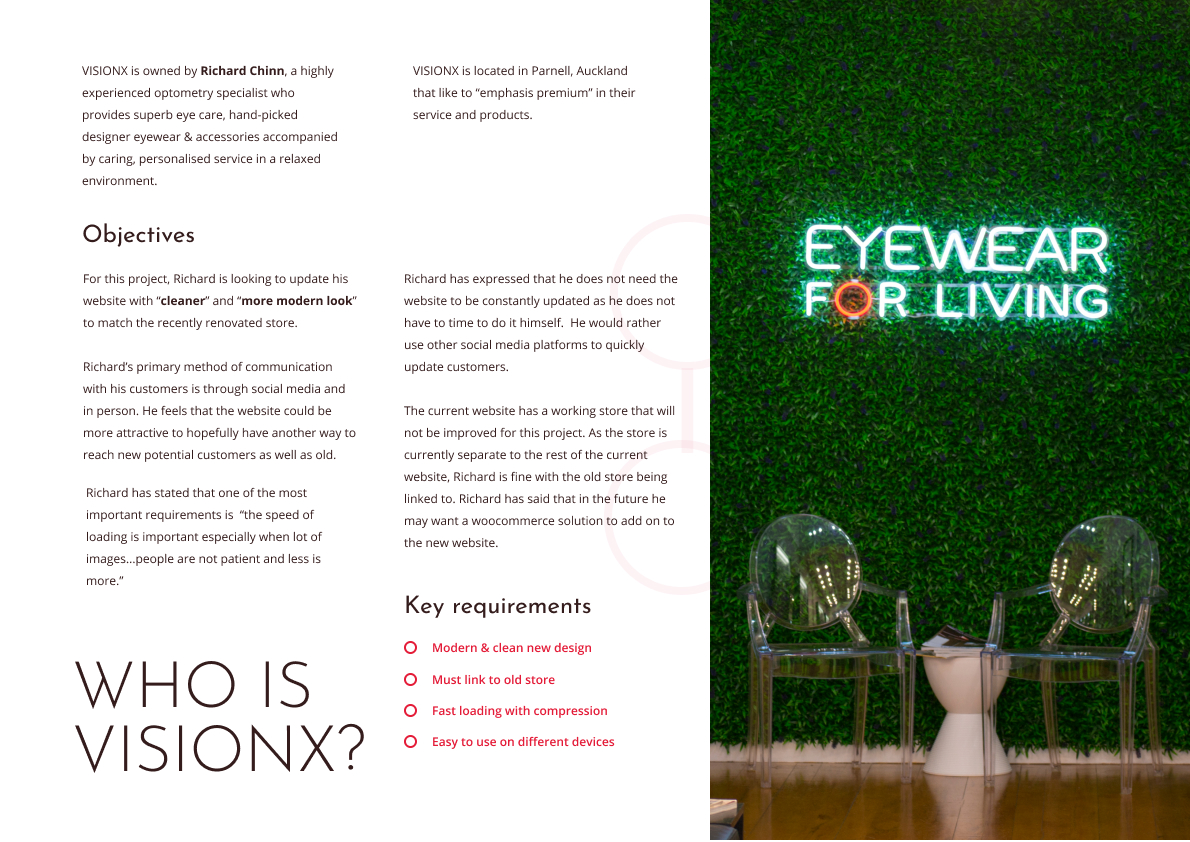 VISIONX is owned by Richard Chinn, a highly
experienced optometry specialist who
provides superb eye care, hand-picked
designer eyewear & accessories accompanied
by caring, personalised service in a relaxed
environment.
VISIONX is located in Parnell, Auckland
that like to “emphasis premium” in their
service and products.
Objectives
For this project, Richard is looking to update his
website with “cleaner” and “more modern look”
to match the recently renovated store.
Richard’s primary method of communication
with his customers is through social media and
in person. He feels that the website could be
more attractive to hopefully have another way to
reach new potential customers as well as old.
Richard has stated that one of the most
important requirements is  “the speed of
loading is important especially when lot of
images...people are not patient and less is
more.”
Richard has expressed that he does not need the
website to be constantly updated as he does not
have to time to do it himself.  He would rather
use other social media platforms to quickly
update customers.
The current website has a working store that will
not be improved for this project. As the store is
currently separate to the rest of the current
website, Richard is fine with the old store being
linked to. Richard has said that in the future he
may want a woocommerce solution to add on to
the new website.
Key requirements
Modern & clean new design
Must link to old store
Fast loading with compression
Easy to use on different devices
WHO IS
VISIONX?
EYEWEAR
FOR LIVING